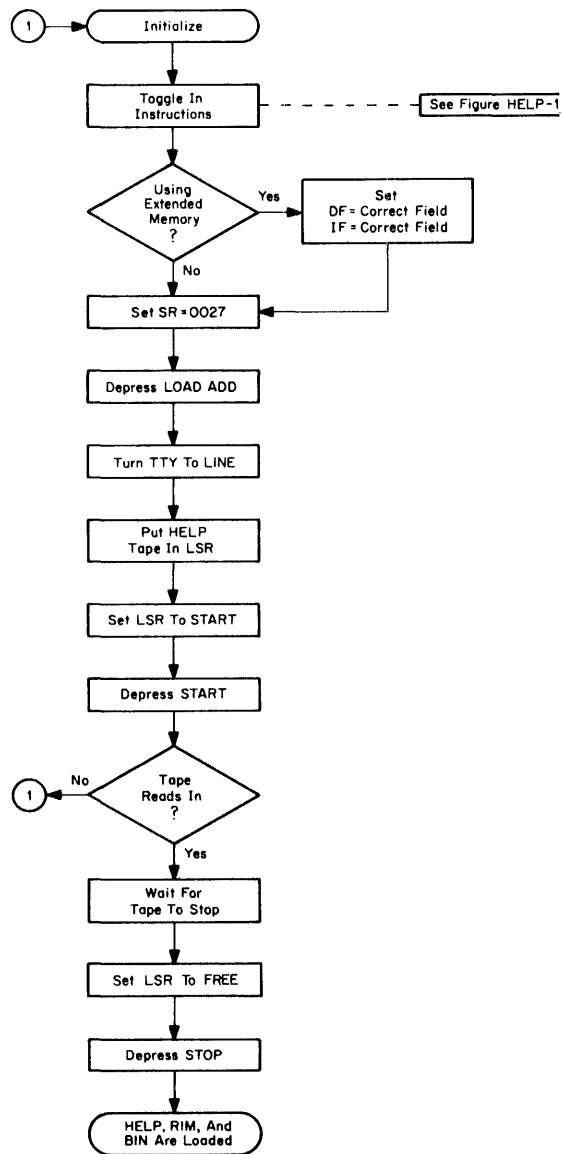 1
Initialize
Toggle In
Instructions
See Figure HELP-1
Using
Extended
Memory
?
Yes
Set
DF = Correct Field
IF = Correct Field
No
Set SR = 0027
Depress LOAD ADD
Turn TTY To LINE
Put HELP
Tape In LSR
Set LSR To START
Depress START
No
1
Tape
Reads In
?
Yes
Wait For
Tape To Stop
Set LSR To FREE
Depress STOP
HELP, RIM, And
BIN Are Loaded